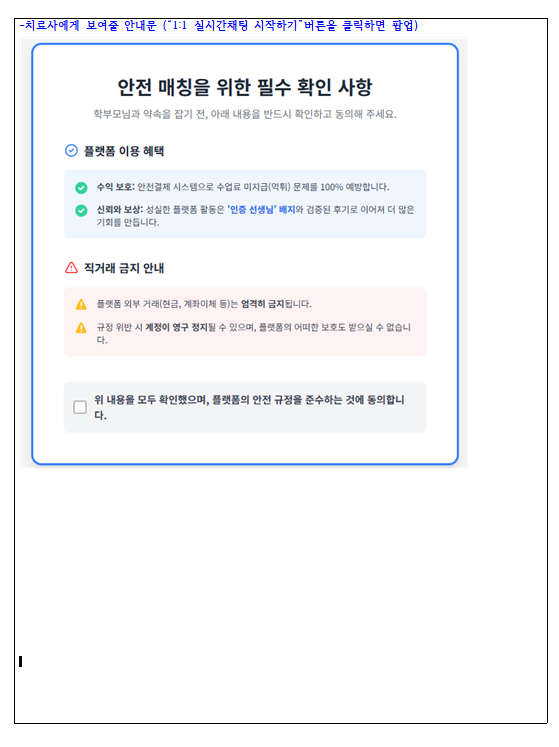 -치료사에게 보여줄 안내문 ("1:1 실시간채팅 시작하기"버튼을 클릭하면 팝업)
안전 매칭을 위한 필수 확인 사항
학부모님과 약속을 잡기 전, 아래 내용을 반드시 확인하고 동의해 주세요.
플랫폼 이용 혜택
수익 보호: 안전결제 시스템으로 수업료 미지급(먹튀) 문제를 100% 예방합니다.
신뢰와 보상: 성실한 플랫폼 활동은 '인증 선생님' 배지와 검증된 후기로 이어져 더 많은
기회를 만듭니다.
직거래 금지 안내
플랫폼 외부 거래(현금, 계좌이체 등)는 엄격히 금지됩니다.
규정 위반 시 계정이 영구 정지될 수 있으며, 플랫폼의 어떠한 보호도 받으실 수 없습니
다.
위 내용을 모두 확인했으며, 플랫폼의 안전 규정을 준수하는 것에 동의합니
다.